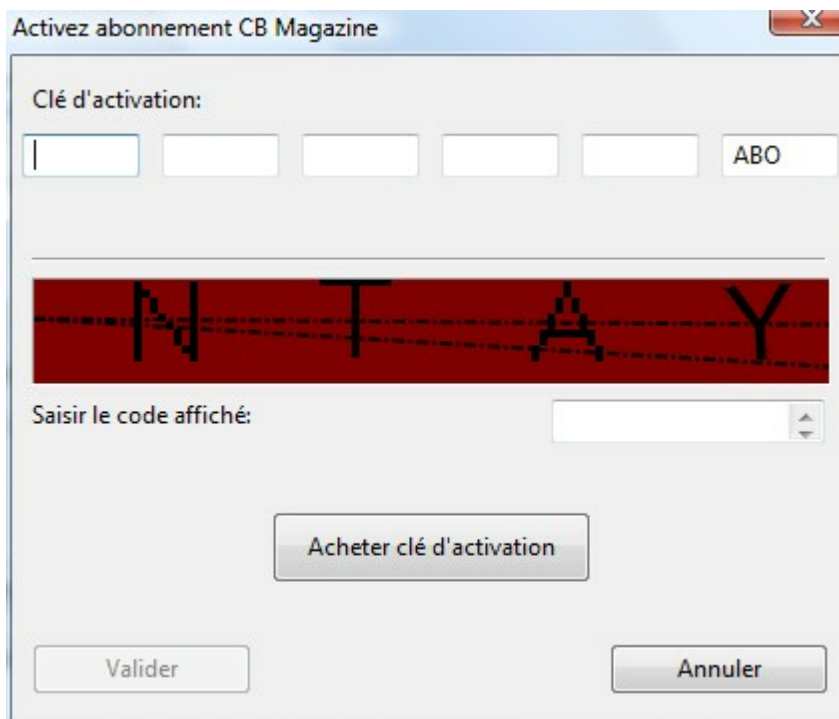 Activez abonnement CB Magazine
Clé d'activation:
ABO
N T A Y
Saisir le code affiché:
Acheter clé d'activation
Valider
Annuler